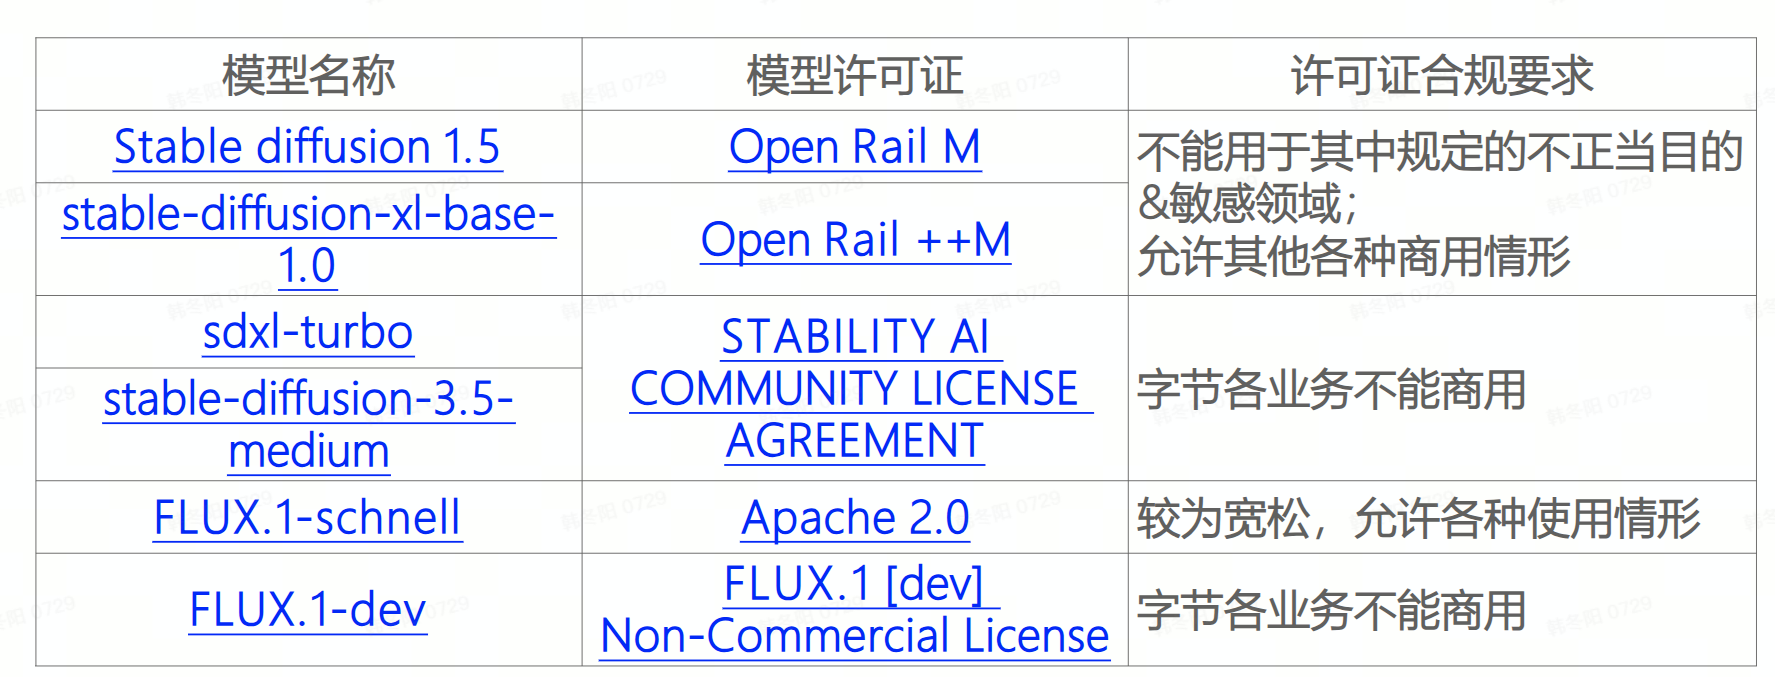 模型名称
模型许可证
许可证合规要求
Stable diffusion 1.5
Open Rail M
不能用于其中规定的不正当目的
&敏感领域；
允许其他各种商用情形
stable-diffusion-xl-base-
1.0
Open Rail ++M
sdxl-turbo
STABILITY AI
COMMUNITY LICENSE
AGREEMENT
字节各业务不能商用
stable-diffusion-3.5-
medium
FLUX.1-schnell
Apache 2.0
较为宽松，允许各种使用情形
FLUX.1-dev
FLUX.1 [dev]
Non-Commercial License
字节各业务不能商用
韩冬阳 0729